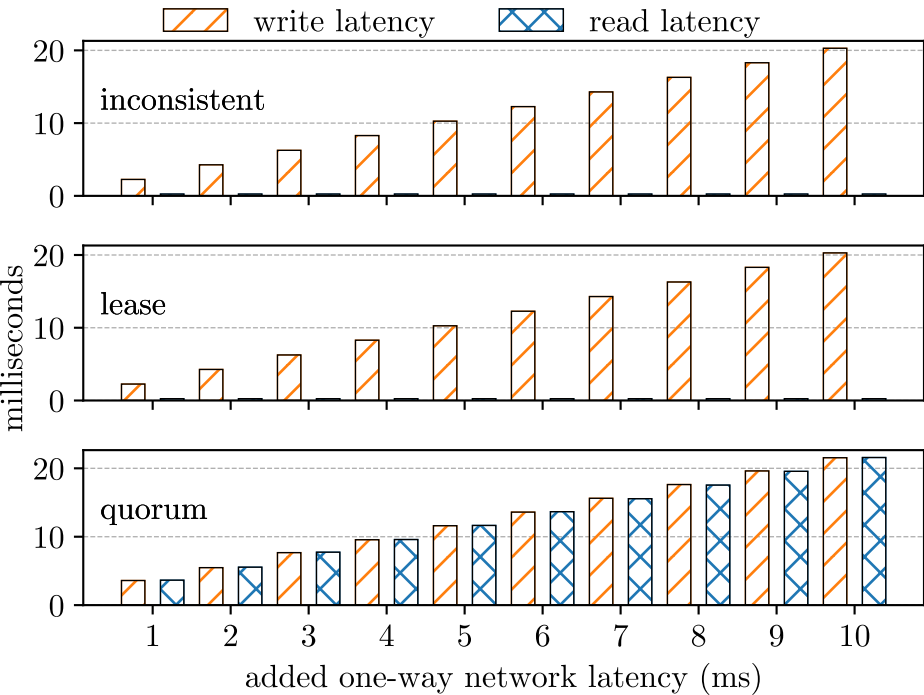 write latency read latency
20
inconsistent
10
0
20
lease
10
0
milliseconds
20
quorum
10
0
1 2 3 4 5 6 7 8 9 10
added one-way network latency (ms)